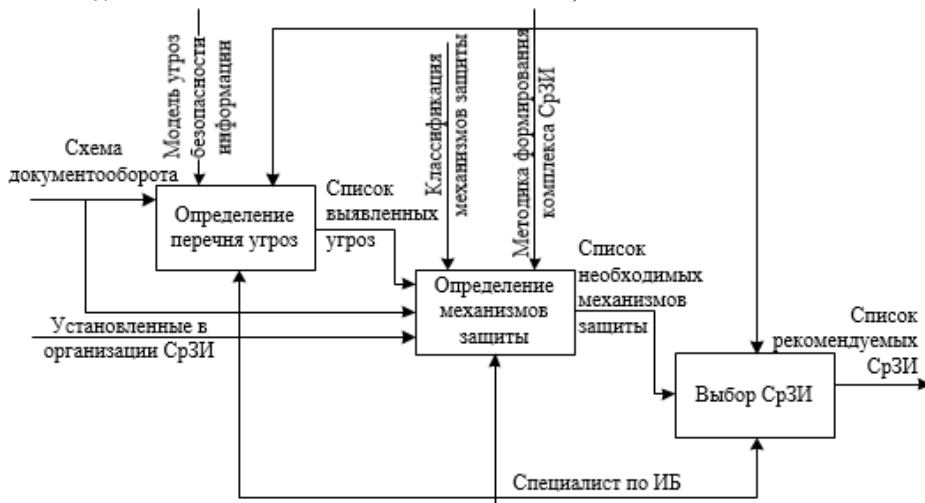 Модель угроз
безопасности
информации
Классификация
механизмов защиты
Методика формирования
комплекса СрЗИ
Схема
документооборота
Определение
перечня угроз
Список
выявленных
угроз
Определение
механизмов
защиты
Список
необходимых
механизмов
защиты
Установленные в
организации СрЗИ
Список
рекомендуемых
СрЗИ
Выбор СрЗИ
Специалист по ИБ